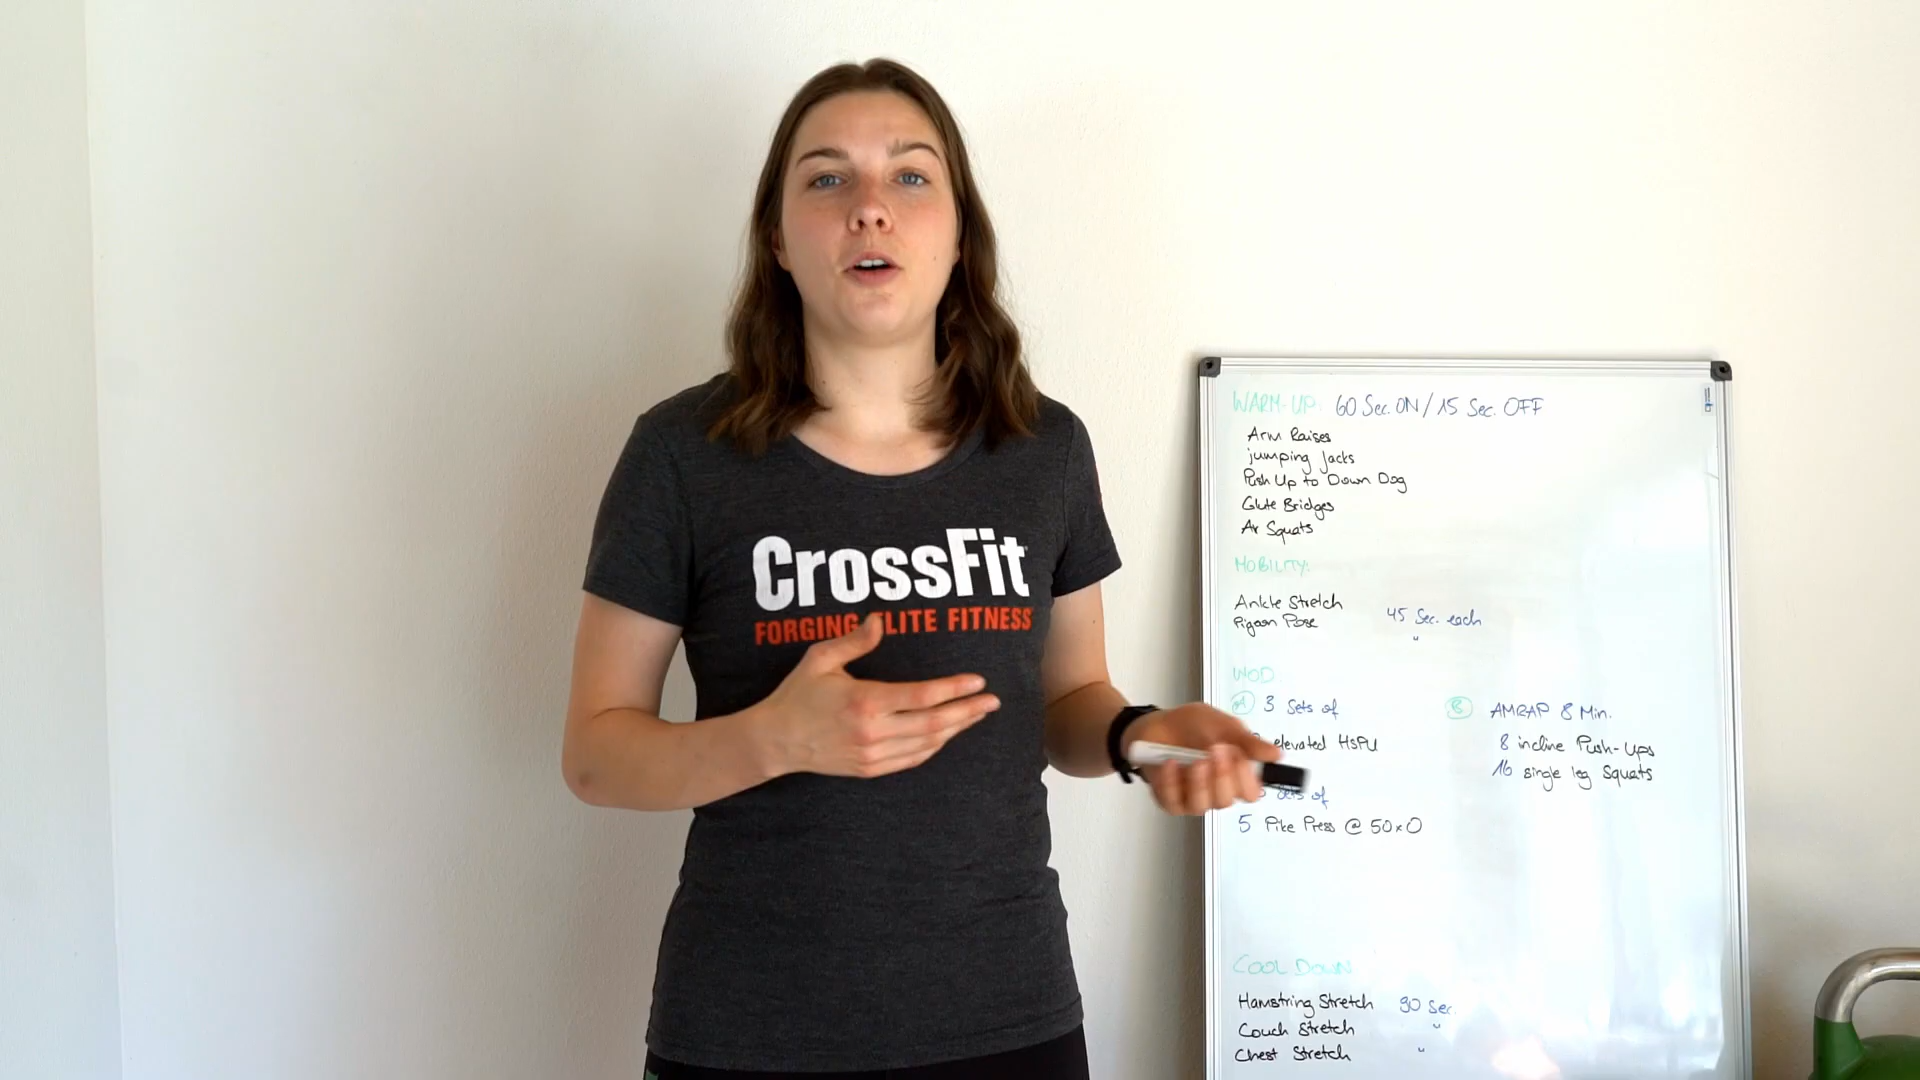 CrossFit
FORGING ELITE FITNESS
WARM-UP: 60 Sec. ON / 15 Sec. OFF
Arm Raises
jumping Jacks
Push Up to Down Dog
Glute Bridges
Air Squats
MOBILITY:
Ankle Stretch 45 Sec. each
Pigeon Pose "
WOD:
A 3 Sets of
elevated HSPU
Sets of
5 Pike Press @ 50x0
B AMRAP 8 Min.
8 incline Push-Ups
16 single leg Squats
COOL DOWN
Hamstring Stretch 90 Sec.
Couch Stretch "
Chest Stretch "